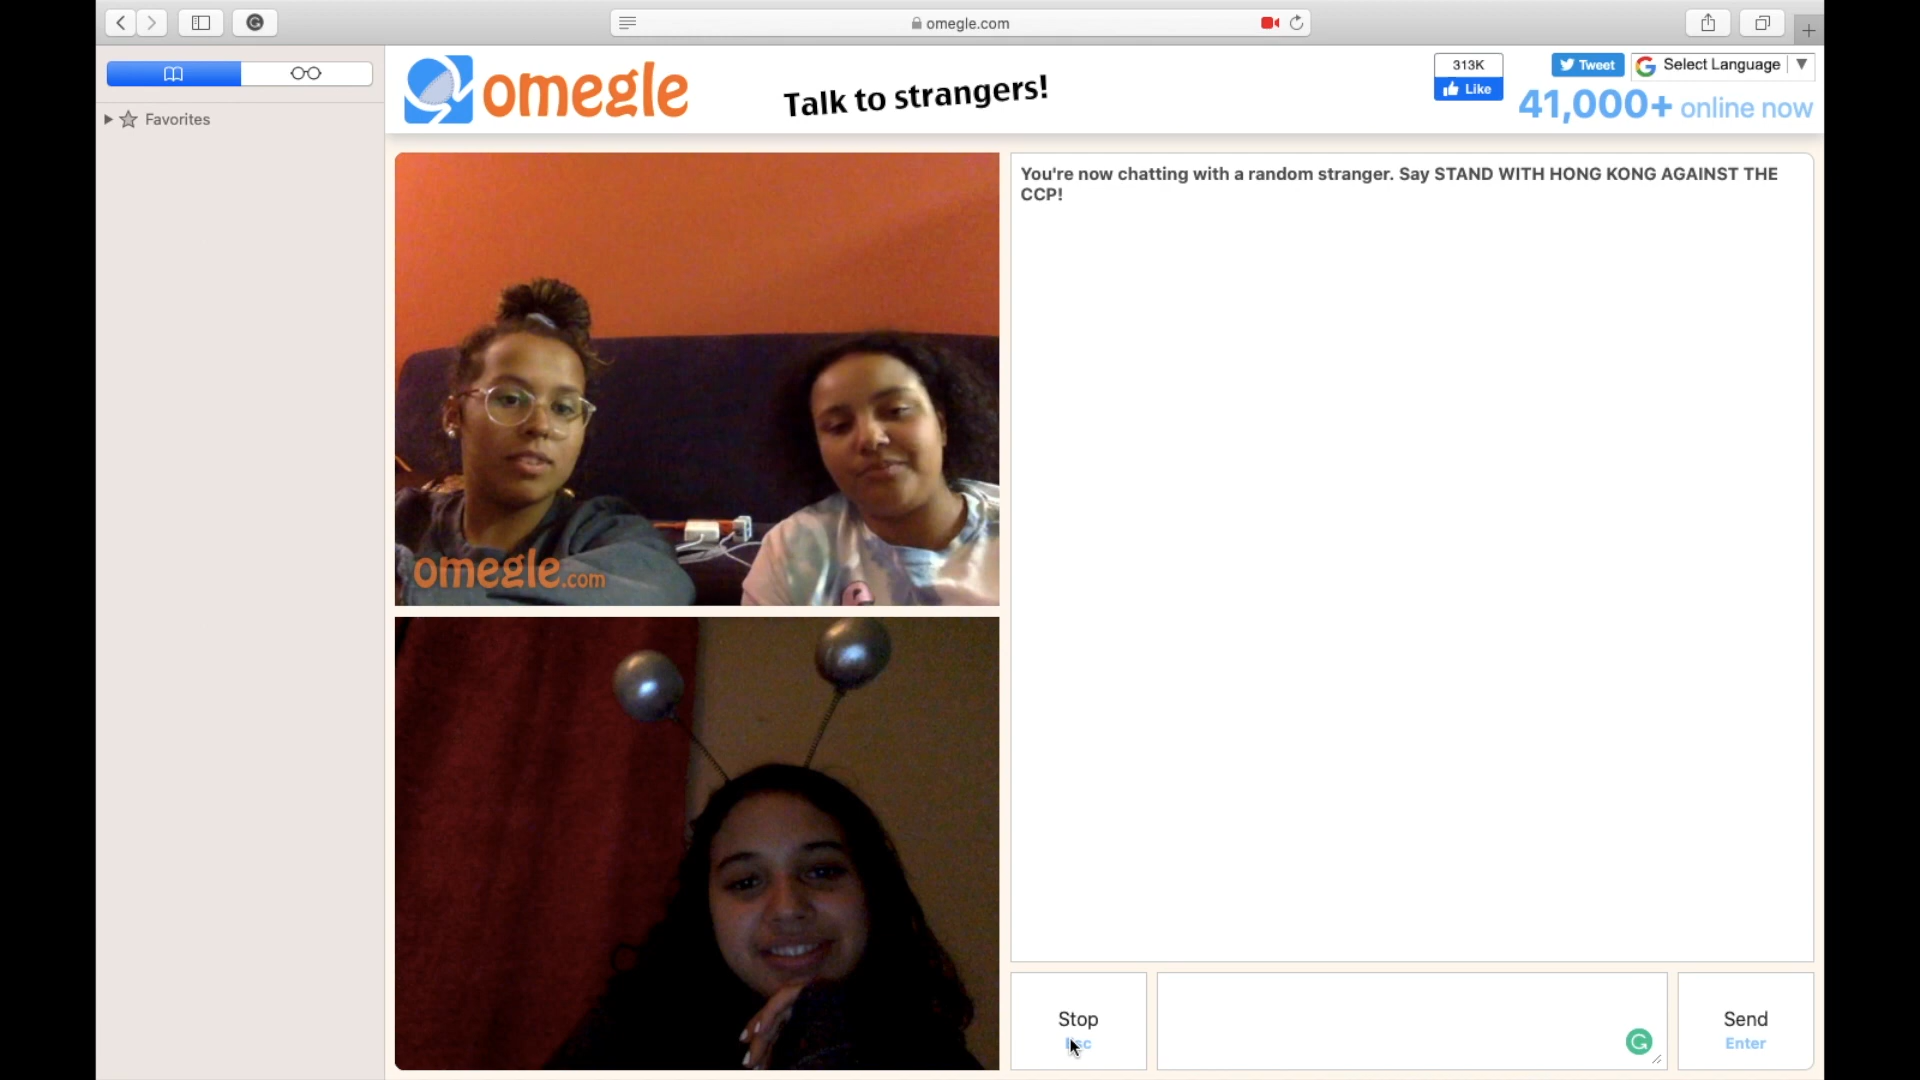 omegle.com
Favorites
omegle
Talk to strangers!
313K
Like
Tweet
Select Language
41,000+ online now
omegle.com
You're now chatting with a random stranger. Say STAND WITH HONG KONG AGAINST THE
CCP!
Stop
Send
Enter